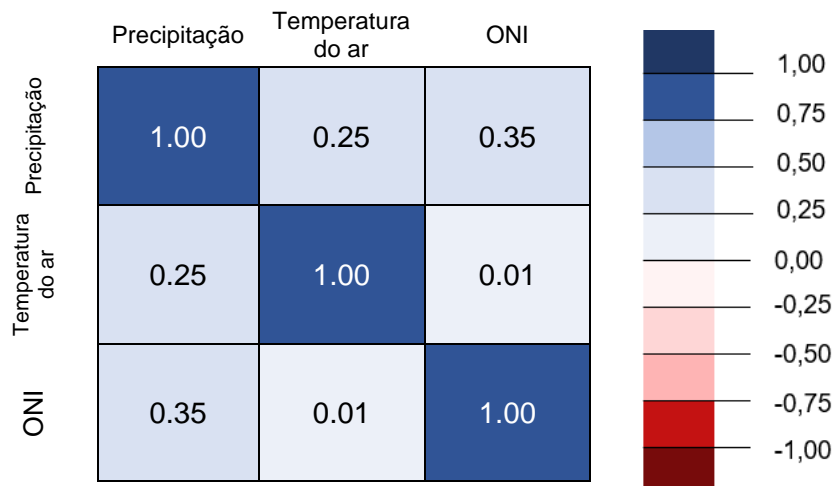 Precipitação
Temperatura
do ar
ONI
Precipitação
1.00
0.25
0.35
Temperatura
do ar
0.25
1.00
0.01
ONI
0.35
0.01
1.00
1,00
0,75
0,50
0,25
0,00
-0,25
-0,50
-0,75
-1,00